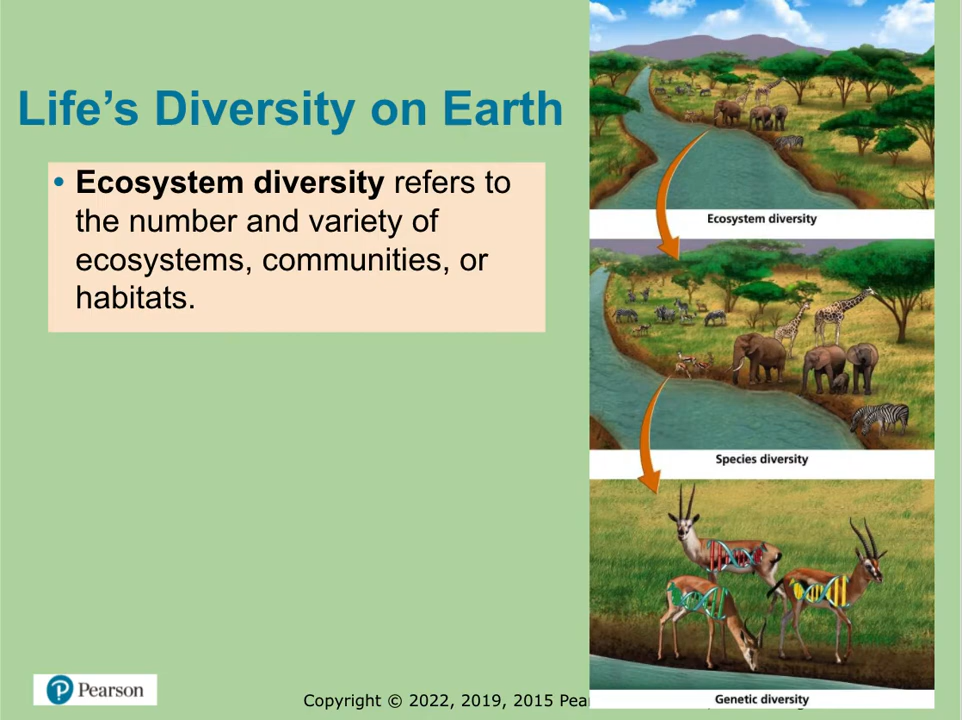 Life's Diversity on Earth
• Ecosystem diversity refers to
the number and variety of
ecosystems, communities, or
habitats.
Ecosystem diversity
Species diversity
Genetic diversity
Pearson
Copyright © 2022, 2019, 2015